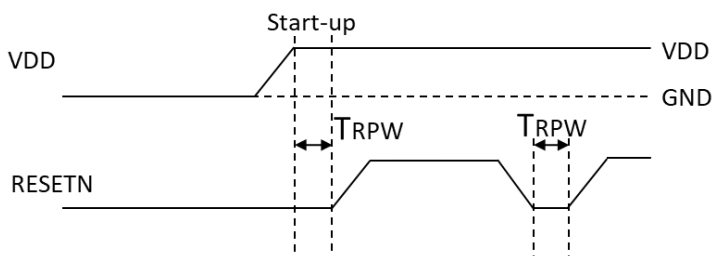 Start-up
VDD
VDD
GND
TRPW
TRPW
RESETN